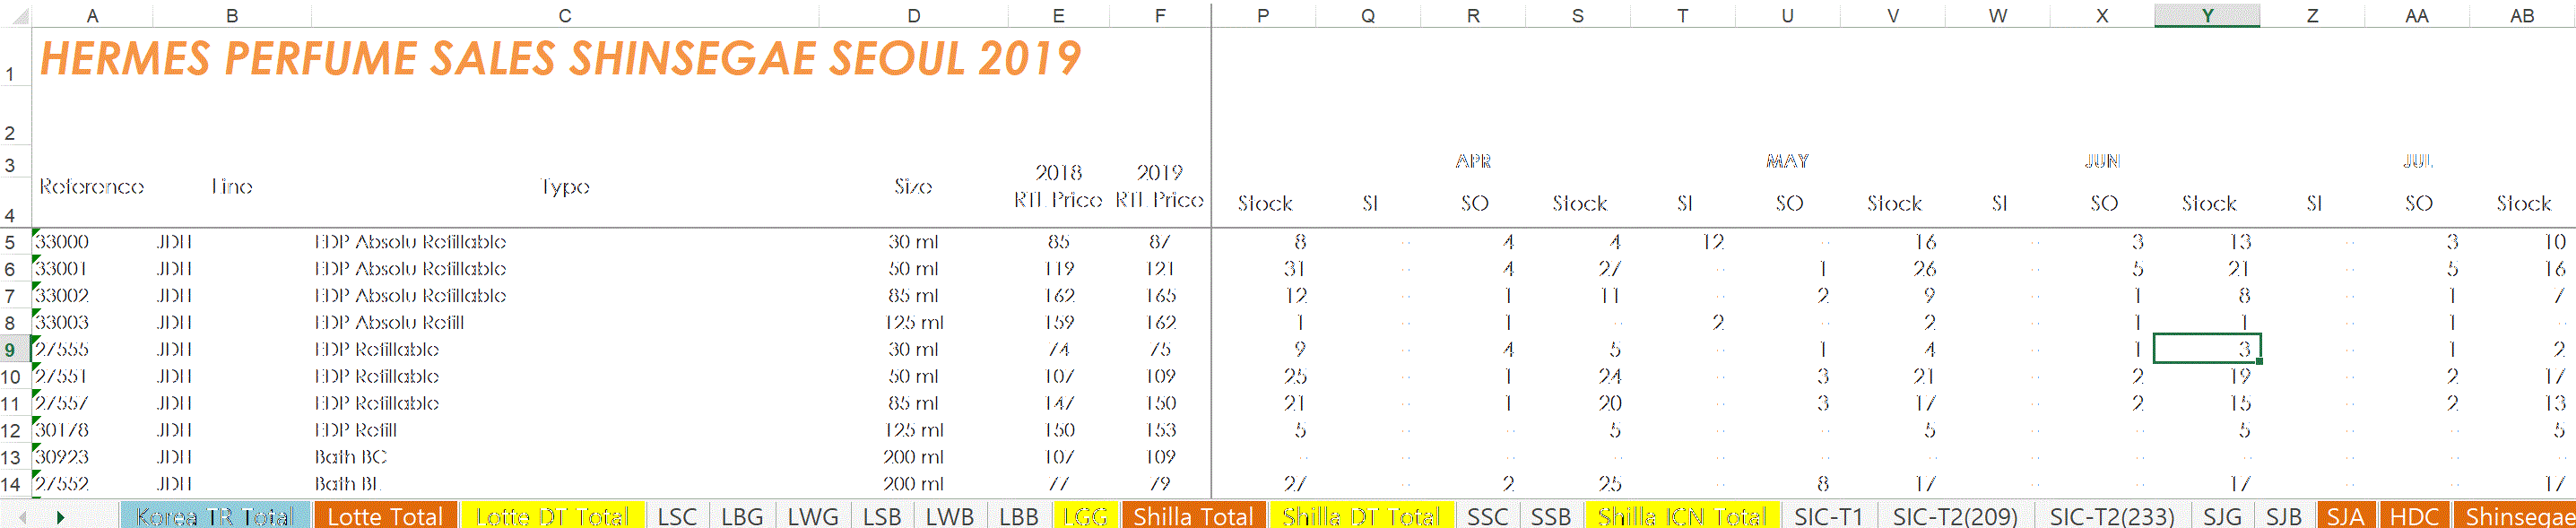 A B C D E F P Q R S T U V W X Y Z AA AB
1 HERMES PERFUME SALES SHINSEGAE SEOUL 2019
2
3 2018 2019 APR MAY JUN JUL
4 Reference Line Type Size RTL Price RTL Price Stock SI SO Stock SI SO Stock SI SO Stock SI SO Stock
5 33000 JDH EDP Absolu Refillable 30 ml 85 87 8 - 4 4 12 - 16 - 3 13 - 3 10
6 33001 JDH EDP Absolu Refillable 50 ml 119 121 31 - 4 27 - 1 26 - 5 21 - 5 16
7 33002 JDH EDP Absolu Refillable 85 ml 162 165 12 - 1 11 - 2 9 - 1 8 - 1 7
8 33003 JDH EDP Absolu Refill 125 ml 159 162 1 - 1 - 2 - 2 - 1 1 - 1 -
9 27555 JDH EDP Refillable 30 ml 74 75 9 - 4 5 - 1 4 - 1 3 - 1 2
10 27551 JDH EDP Refillable 50 ml 107 109 25 - 1 24 - 3 21 - 2 19 - 2 17
11 27557 JDH EDP Refillable 85 ml 147 150 21 - 1 20 - 3 17 - 2 15 - 2 13
12 30178 JDH EDP Refill 125 ml 150 153 5 - - 5 - - 5 - - 5 - - 5
13 30923 JDH Bath BC 200 ml 107 109 - - - - - - - - - - - - -
14 27552 JDH Bath BL 200 ml 77 79 27 - 2 25 - 8 17 - - 17 - - 17
Korea TR Total Lotte Total Lotte DT Total LSC LBG LWG LSB LWB LBB LGG Shilla Total Shilla DT Total SSC SSB Shilla ICN Total SIC-T1 SIC-T2(209) SIC-T2(233) SJG SJB SJA HDC Shinsegae